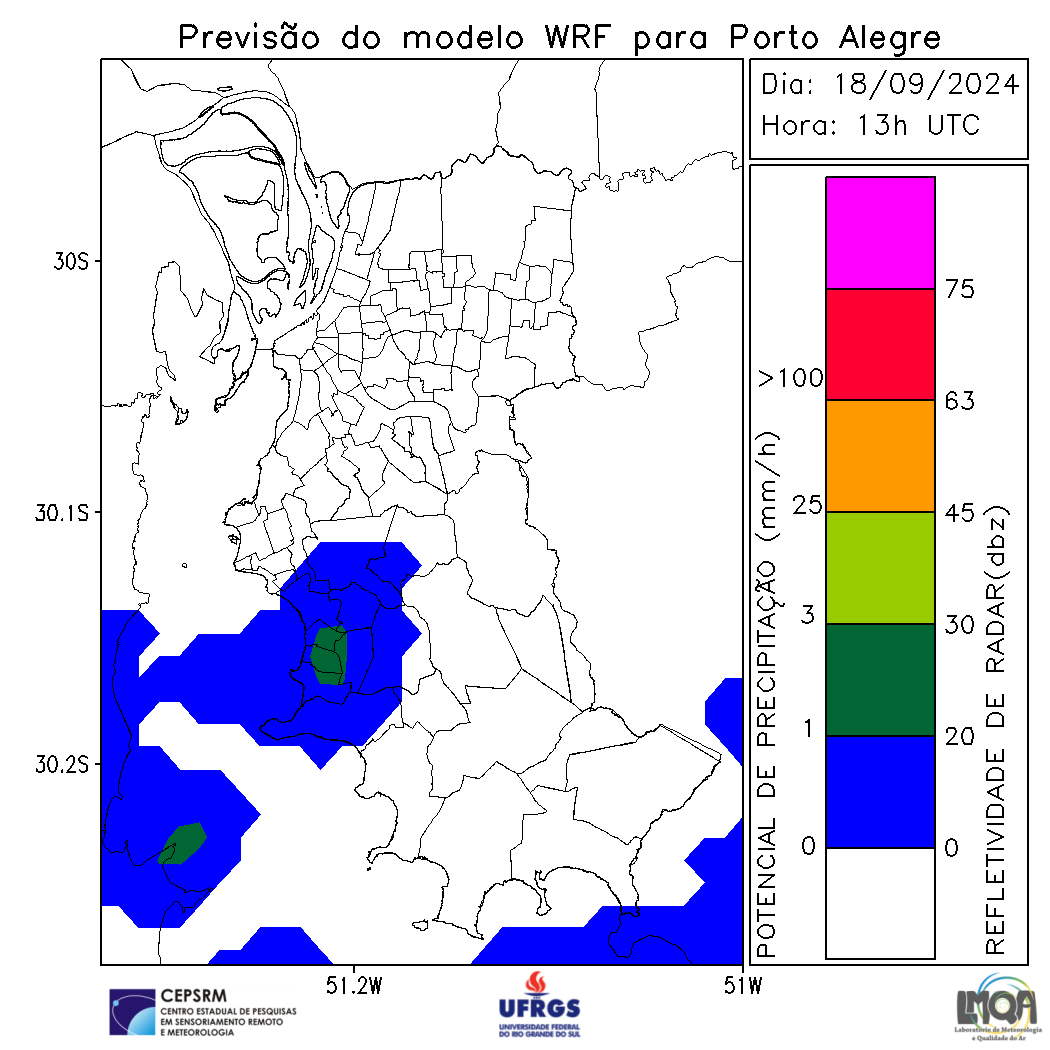 Previsão do modelo WRF para Porto Alegre
Dia: 18/09/2024
Hora: 13h UTC
30S
30.1S
30.2S
51.2W
51W
POTENCIAL DE PRECIPITAÇÃO (mm/h)
>100
25
3
1
0
75
63
45
30
20
0
REFLETIVIDADE DE RADAR(dbz)
CEPSRM
CENTRO ESTADUAL DE PESQUISAS
EM SENSORIAMENTO REMOTO
E METEOROLOGIA
UFRGS
UNIVERSIDADE FEDERAL
DO RIO GRANDE DO SUL
LMQA
Laboratório de Meteorologia
e Qualidade do Ar